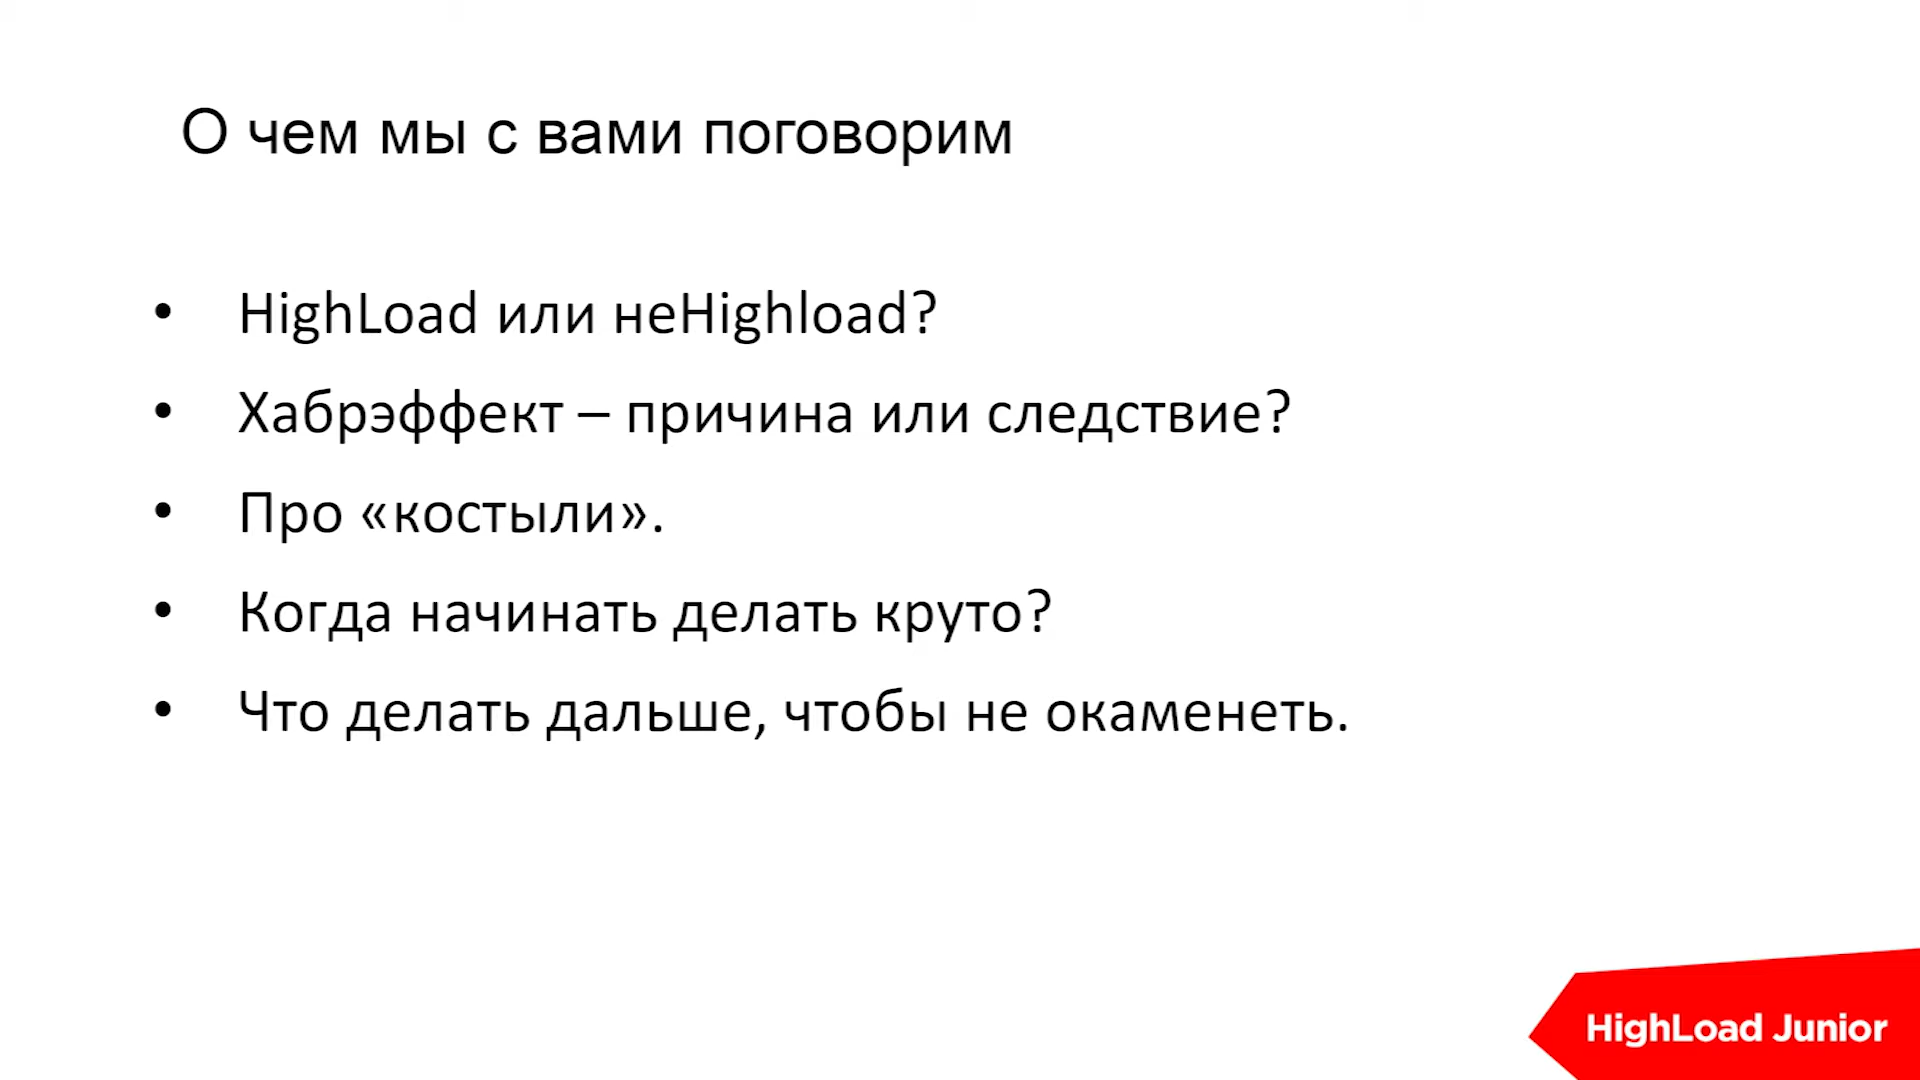 О чем мы с вами поговорим
• HighLoad или неHighload?
• Хабрэффект – причина или следствие?
• Про «костыли».
• Когда начинать делать круто?
• Что делать дальше, чтобы не окаменеть.
HighLoad Junior